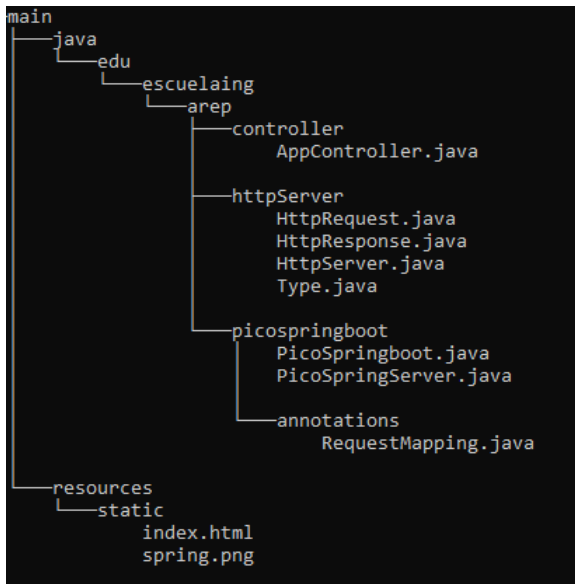 main
java
edu
escuelaing
arep
controller
AppController.java
httpServer
HttpRequest.java
HttpResponse.java
HttpServer.java
Type.java
picospringboot
PicoSpringboot.java
PicoSpringServer.java
annotations
RequestMapping.java
resources
static
index.html
spring.png